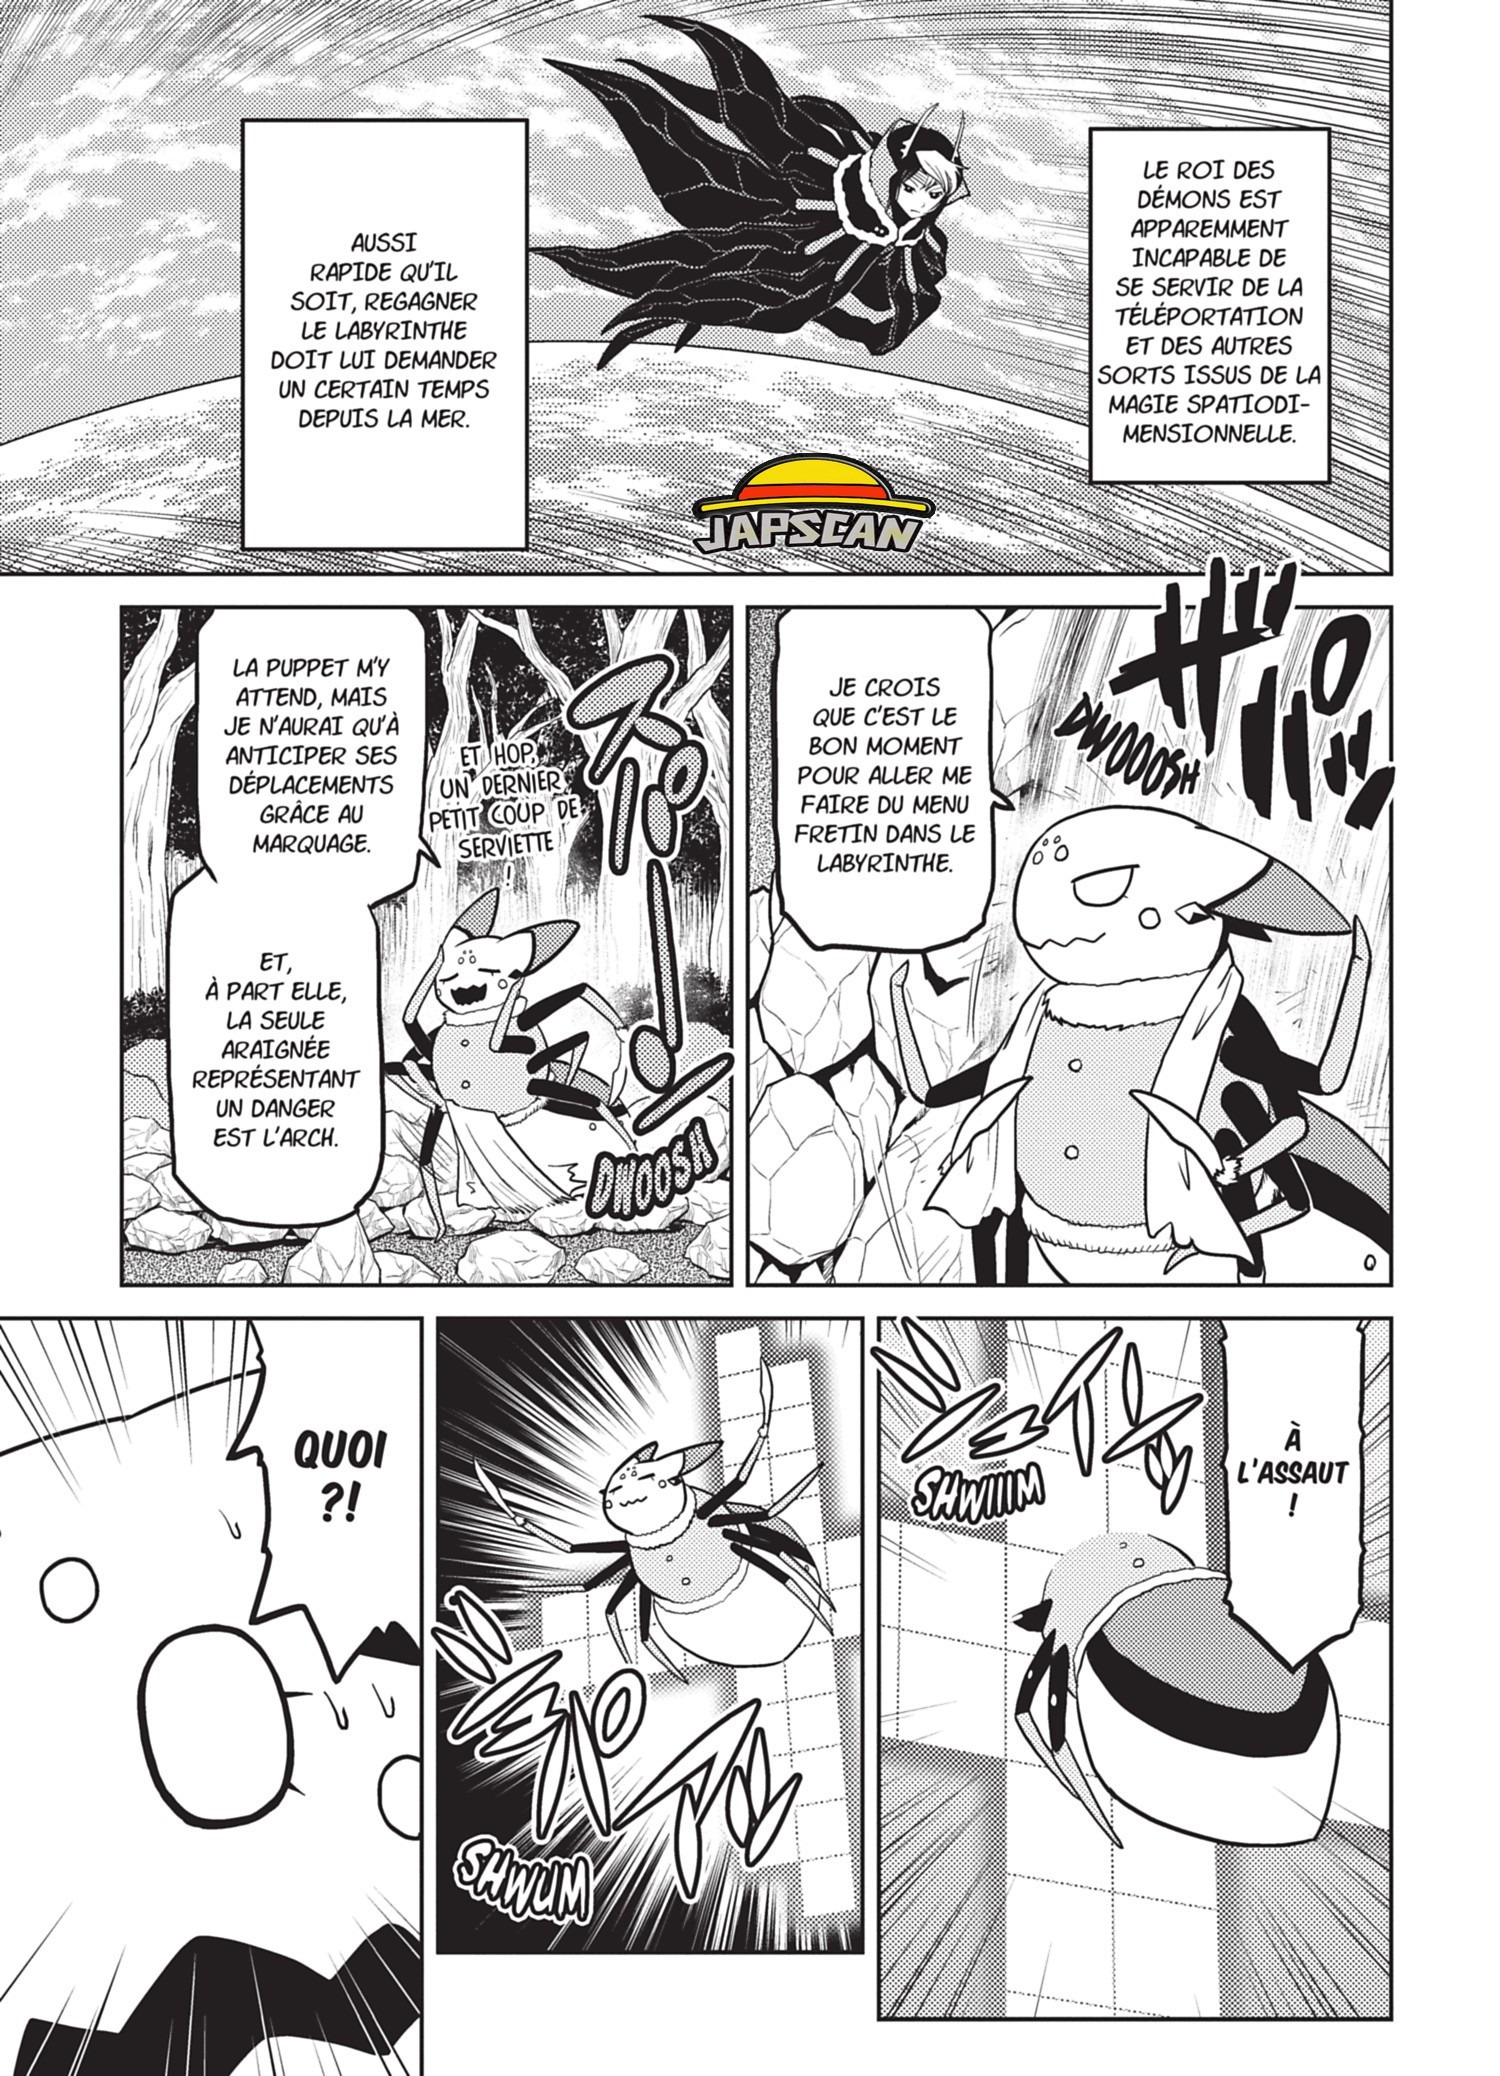 LE ROI DES
DÉMONS EST
APPAREMMENT
INCAPABLE DE
SE SERVIR DE LA
TÉLÉPORTATION
ET DES AUTRES
SORTS ISSUS DE LA
MAGIE SPATIODI-
MENSIONNELLE.
AUSSI
RAPIDE QU'IL
SOIT, REGAGNER
LE LABYRINTHE
DOIT LUI DEMANDER
UN CERTAIN TEMPS
DEPUIS LA MER.
JAPSCAN
JE CROIS
QUE C'EST LE
BON MOMENT
POUR ALLER ME
FAIRE DU MENU
FRETIN DANS LE
LABYRINTHE.
DWOOOSH
LA PUPPET M'Y
ATTEND, MAIS
JE N'AURAI QU'À
ANTICIPER SES
DÉPLACEMENTS
GRÂCE AU
MARQUAGE.
ET HOP,
UN DERNIER
PETIT COUP DE
SERVIETTE
!
ET,
À PART ELLE,
LA SEULE
ARAIGNÉE
REPRÉSENTANT
UN DANGER
EST L'ARCH.
DWOOSH
À
L'ASSAUT
!
SHWIIIM
SHWUM
QUOI
?!